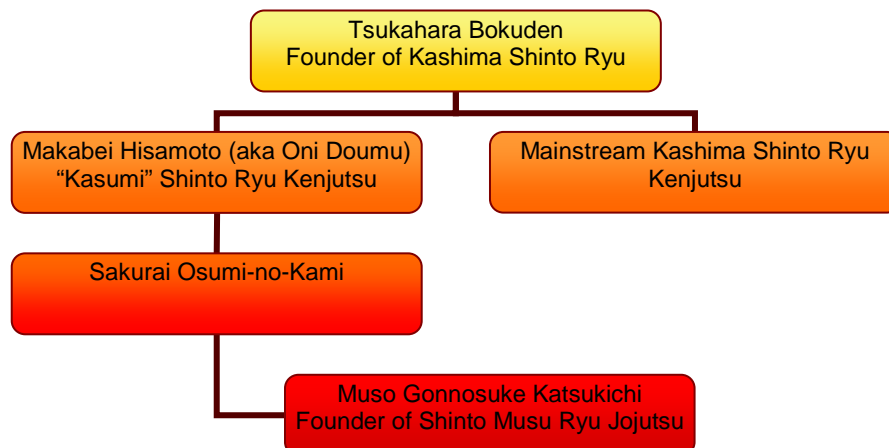 Tsukahara Bokuden
Founder of Kashima Shinto Ryu
Makabei Hisamoto (aka Oni Doumu)
“Kasumi” Shinto Ryu Kenjutsu
Mainstream Kashima Shinto Ryu
Kenjutsu
Sakurai Osumi-no-Kami
Muso Gonnosuke Katsukichi
Founder of Shinto Musu Ryu Jojutsu